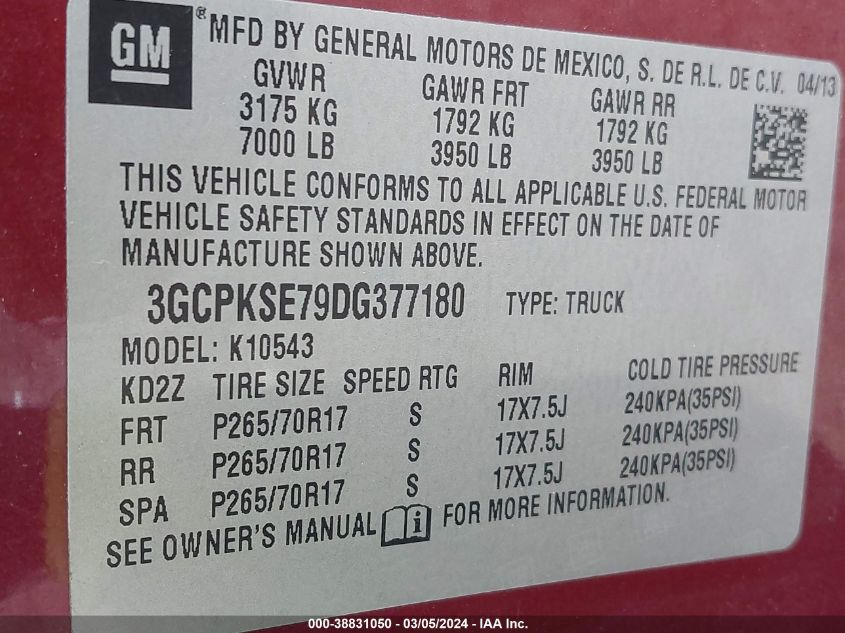 GM
® MFD BY GENERAL MOTORS DE MEXICO, S. DE R.L. DE C.V. 04/13
GVWR GAWR FRT GAWR RR
3175 KG 1792 KG 1792 KG
7000 LB 3950 LB 3950 LB
THIS VEHICLE CONFORMS TO ALL APPLICABLE U.S. FEDERAL MOTOR
VEHICLE SAFETY STANDARDS IN EFFECT ON THE DATE OF
MANUFACTURE SHOWN ABOVE.
3GCPKSE79DG377180 TYPE: TRUCK
MODEL: K10543
KD2Z TIRE SIZE SPEED RTG RIM COLD TIRE PRESSURE
FRT P265/70R17 S 17X7.5J 240KPA(35PSI)
RR P265/70R17 S 17X7.5J 240KPA(35PSI)
SPA P265/70R17 S 17X7.5J 240KPA(35PSI)
SEE OWNER'S MANUAL i FOR MORE INFORMATION.
000-38831050 - 03/05/2024 - IAA Inc.